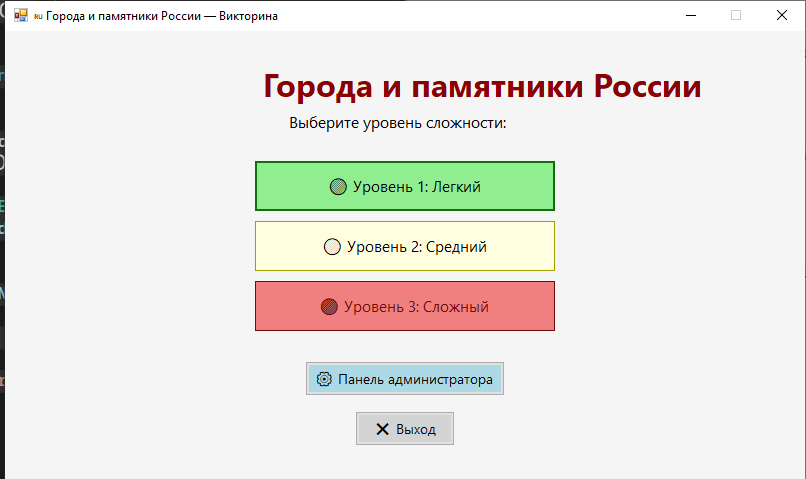 RU Города и памятники России — Викторина
Города и памятники России
Выберите уровень сложности:
Уровень 1: Легкий
Уровень 2: Средний
Уровень 3: Сложный
Панель администратора
Выход